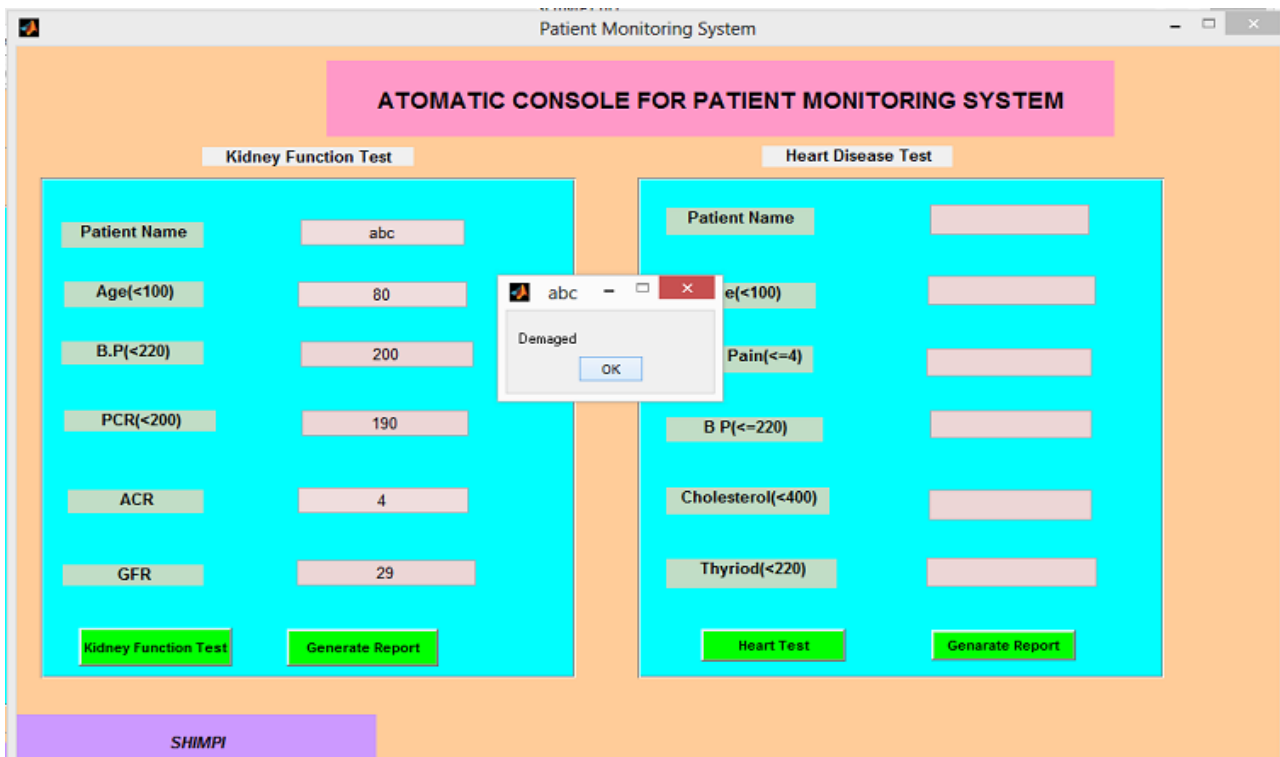 Patient Monitoring System
ATOMATIC CONSOLE FOR PATIENT MONITORING SYSTEM
Kidney Function Test
Patient Name
abc
Age(<100)
80
B.P(<220)
200
PCR(<200)
190
ACR
4
GFR
29
Kidney Function Test
Generate Report
abc
Demaged
OK
Heart Disease Test
Patient Name
e(<100)
Pain(<=4)
B P(<=220)
Cholesterol(<400)
Thyriod(<220)
Heart Test
Genarate Report
SHIMPI